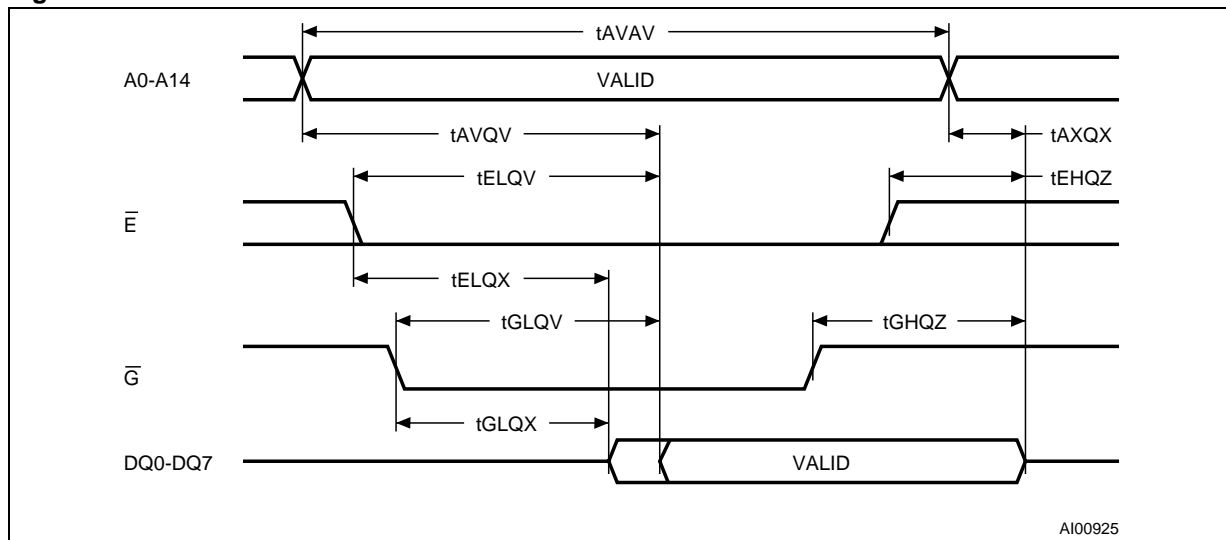 tAVAV
A0-A14
VALID
tAVQV
tAXQX
tELQV
tEHQZ
E̅
tELQX
tGLQV
tGHQZ
G̅
tGLQX
DQ0-DQ7
VALID
AI00925